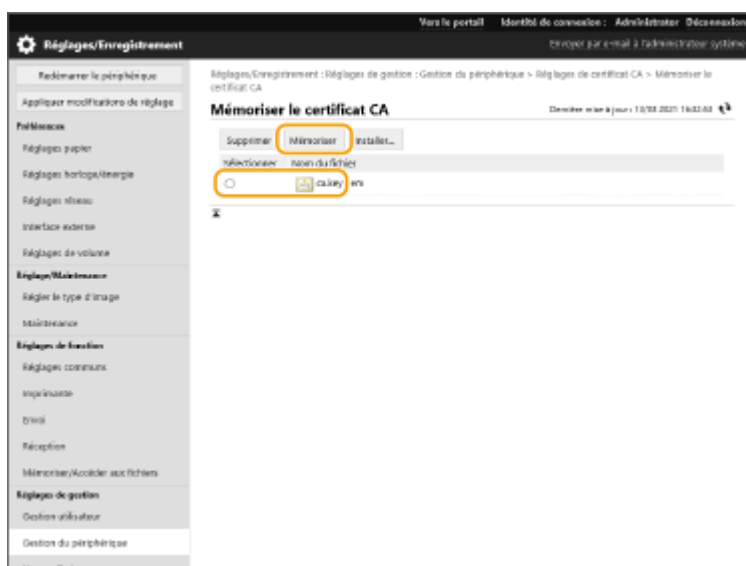 Vers le portail Identité de connexion : Administrator Déconnexion
Réglages/Enregistrement Envoyer par e-mail à l'administrateur système
Redémarrer le périphérique
Appliquer modifications de réglage
Préférences
Réglages papier
Réglages horloge/énergie
Réglages réseau
Interface externe
Réglages de volume
Réglage/Maintenance
Régler le type d'image
Maintenance
Réglages de fonction
Réglages communs
Imprimante
Envoi
Réception
Mémoriser/Accéder aux fichiers
Réglages de gestion
Gestion utilisateur
Gestion du périphérique
Réglages/Enregistrement : Réglages de gestion : Gestion du périphérique > Réglages de certificat CA > Mémoriser le
certificat CA
Mémoriser le certificat CA
Dernière mise à jour :
Supprimer Mémoriser Installer...
Sélectionner Nom du fichier